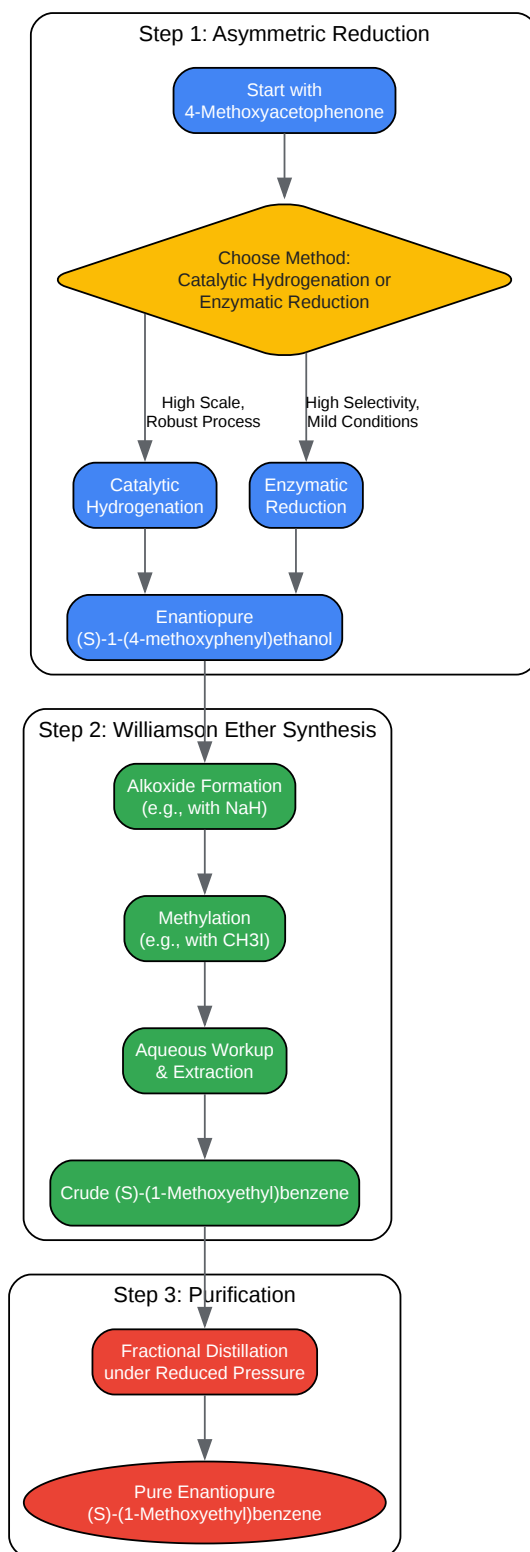 Step 1: Asymmetric Reduction
Start with
4-Methoxyacetophenone
Choose Method:
Catalytic Hydrogenation or
Enzymatic Reduction
High Scale,
Robust Process
High Selectivity,
Mild Conditions
Catalytic
Hydrogenation
Enzymatic
Reduction
Enantiopure
(S)-1-(4-methoxyphenyl)ethanol
Step 2: Williamson Ether Synthesis
Alkoxide Formation
(e.g., with NaH)
Methylation
(e.g., with CH3I)
Aqueous Workup
& Extraction
Crude (S)-(1-Methoxyethyl)benzene
Step 3: Purification
Fractional Distillation
under Reduced Pressure
Pure Enantiopure
(S)-(1-Methoxyethyl)benzene